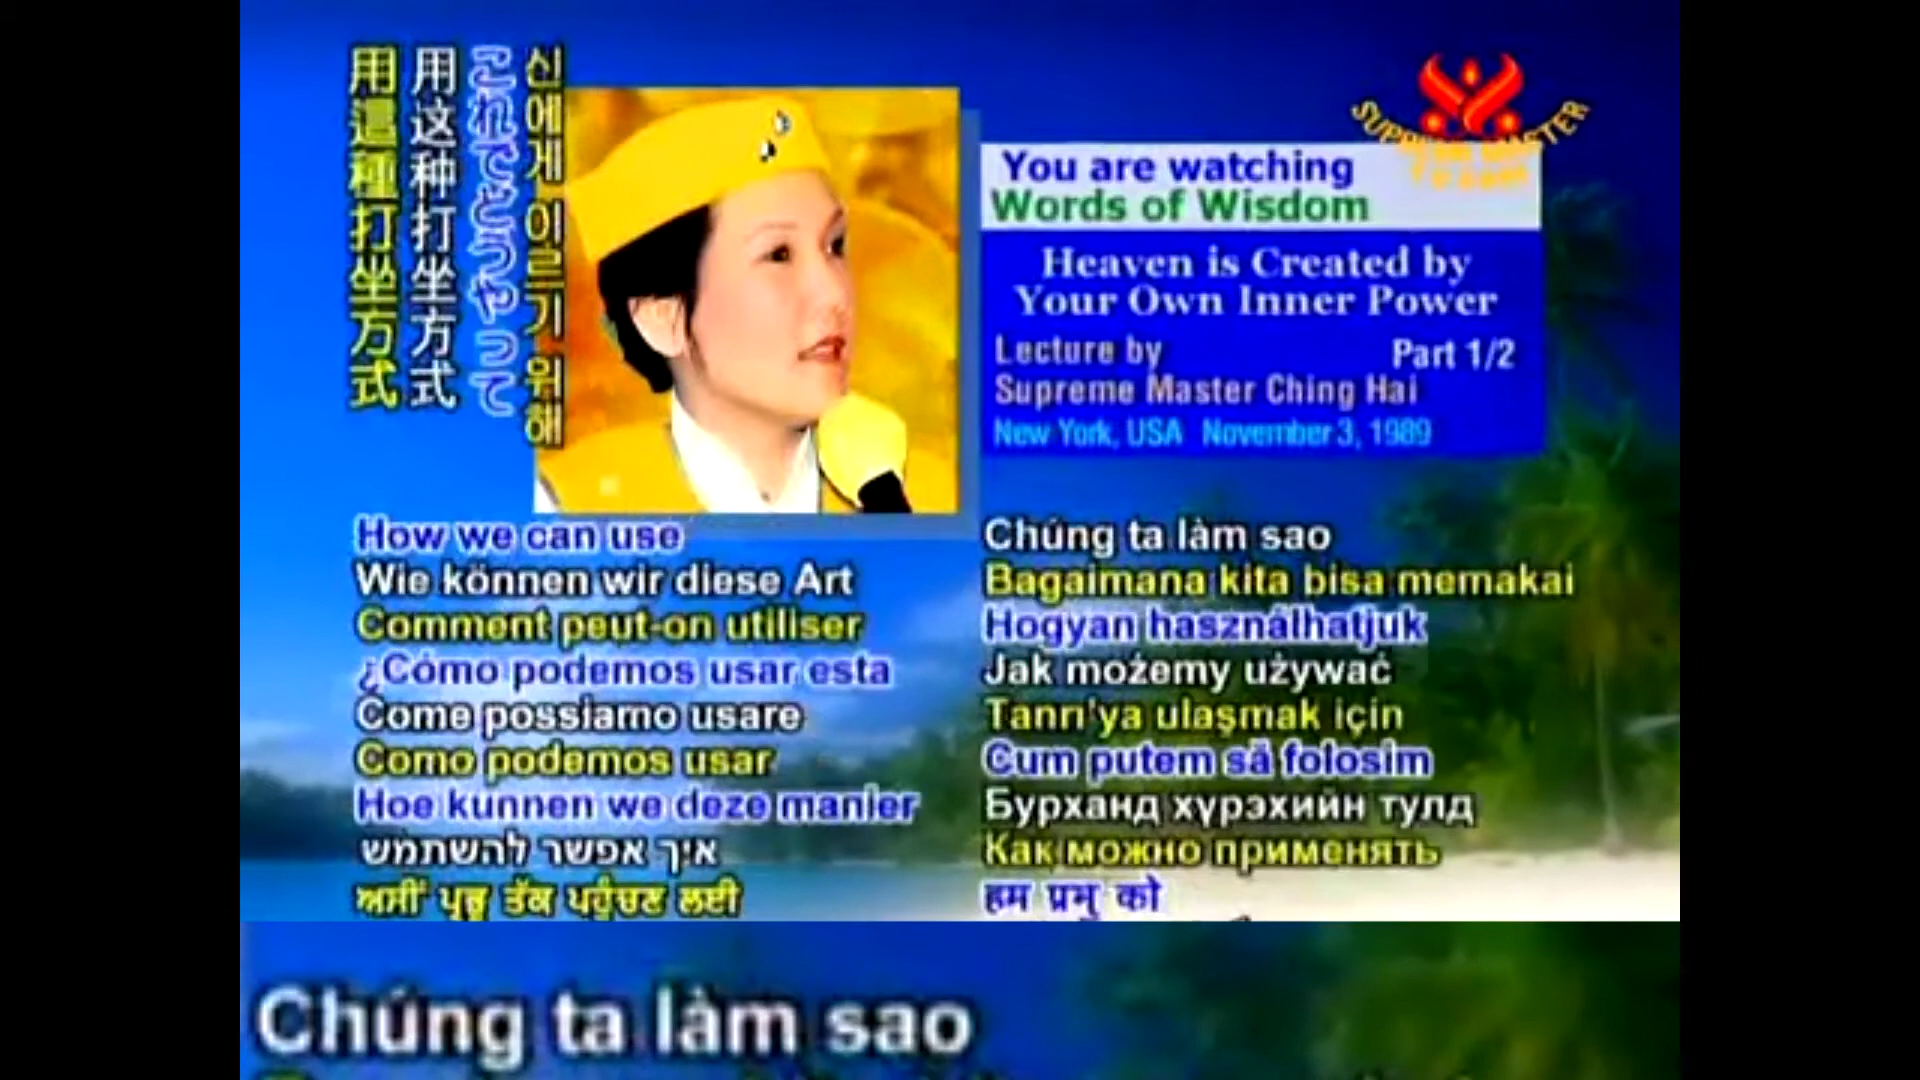 用這種打坐方式
用这种打坐方式
これでどうやって
신에게 이르기 위해
SUPREME MASTER
You are watching
Words of Wisdom
Heaven is Created by
Your Own Inner Power
Lecture by
Part 1/2
Supreme Master Ching Hai
New York, USA November 3, 1989
How we can use
Wie können wir diese Art
Comment peut-on utiliser
¿Cómo podemos usar esta
Come possiamo usare
Como podemos usar
Hoe kunnen we deze manier
איך אפשר להשתמש
ਅਸੀਂ ਪ੍ਰਭੂ ਤੱਕ ਪਹੁੰਚਣ ਲਈ
Chúng ta làm sao
Bagaimana kita bisa memakai
Hogyan használhatjuk
Jak możemy używać
Tanrı'ya ulaşmak için
Cum putem să folosim
Бурханд хүрэхийн тулд
Как можно применять
हम प्रभु को
Chúng ta làm sao